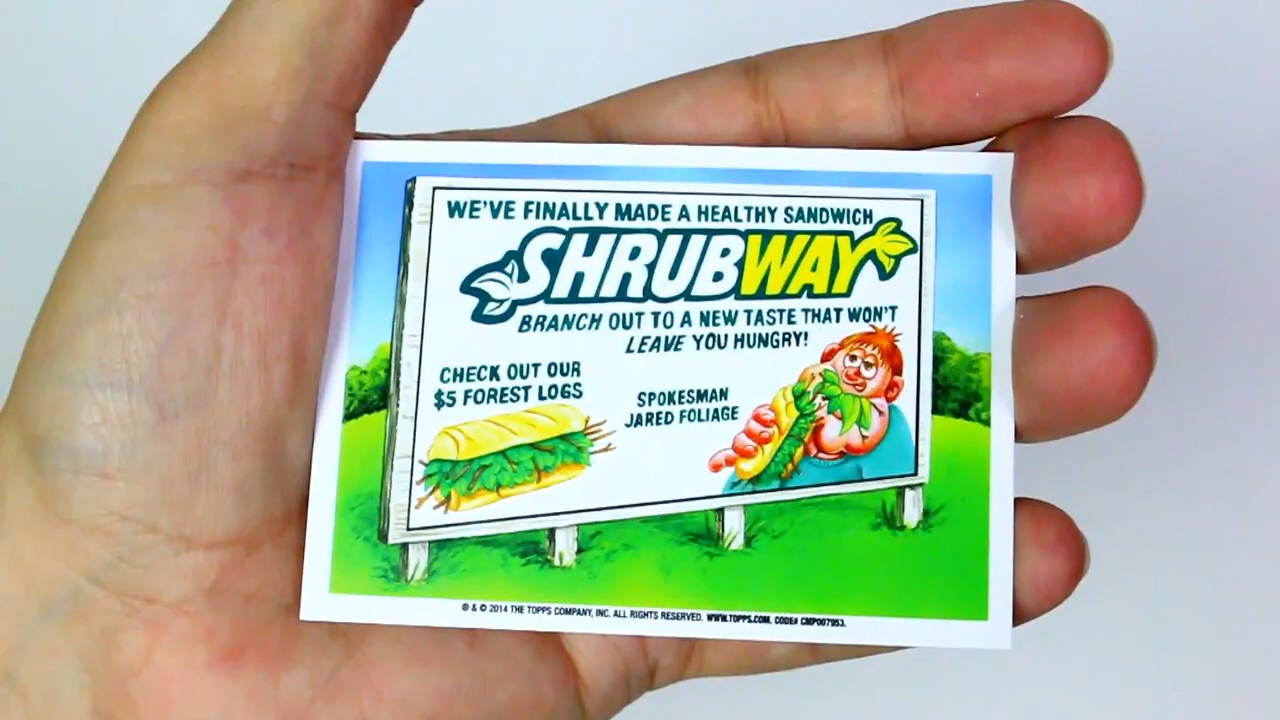 WE'VE FINALLY MADE A HEALTHY SANDWICH
SHRUBWAY
BRANCH OUT TO A NEW TASTE THAT WON'T
LEAVE YOU HUNGRY!
CHECK OUT OUR
$5 FOREST LOGS
SPOKESMAN
JARED FOLIAGE
® & © 2014 THE TOPPS COMPANY, INC. ALL RIGHTS RESERVED. WWW.TOPPS.COM. CODE# CMP007953.